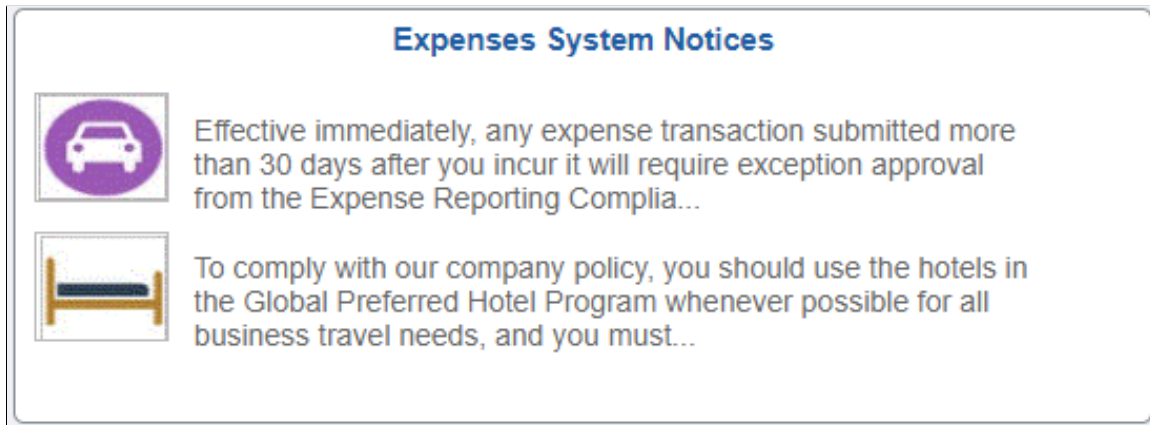 Expenses System Notices
Effective immediately, any expense transaction submitted more
than 30 days after you incur it will require exception approval
from the Expense Reporting Complia...
To comply with our company policy, you should use the hotels in
the Global Preferred Hotel Program whenever possible for all
business travel needs, and you must...